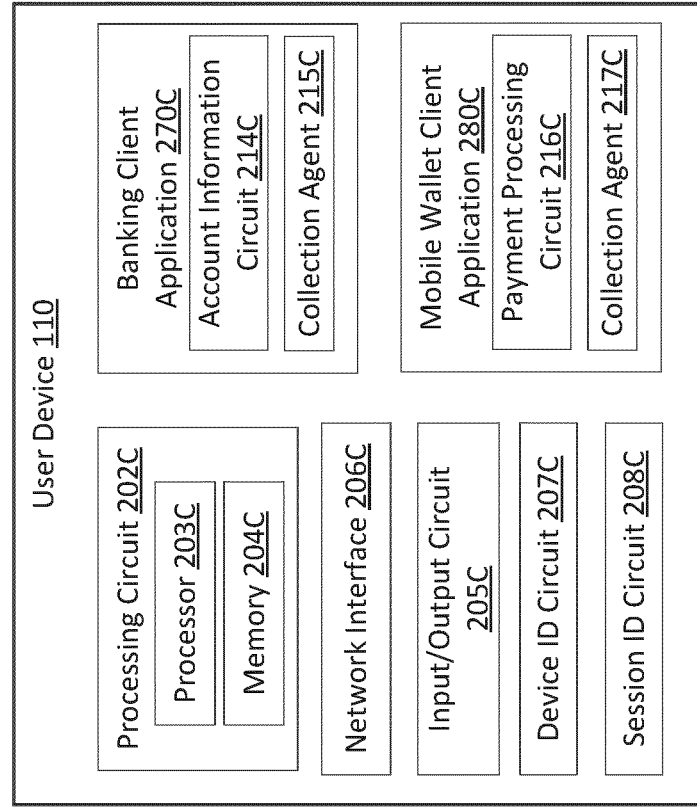 User Device 110
Processing Circuit 202C
Processor 203C
Memory 204C
Network Interface 206C
Input/Output Circuit
205C
Device ID Circuit 207C
Session ID Circuit 208C
Banking Client
Application 270C
Account Information
Circuit 214C
Collection Agent 215C
Mobile Wallet Client
Application 280C
Payment Processing
Circuit 216C
Collection Agent 217C